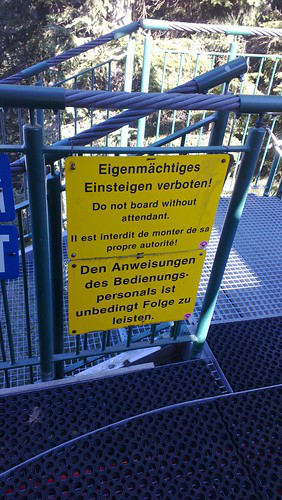 Eigenmächtiges
Einsteigen verboten!
Do not board without
attendant.
Il est interdit de monter de sa
propre autorité!
Den Anweisungen
des Bedienungs-
personals ist
unbedingt Folge zu
leisten.